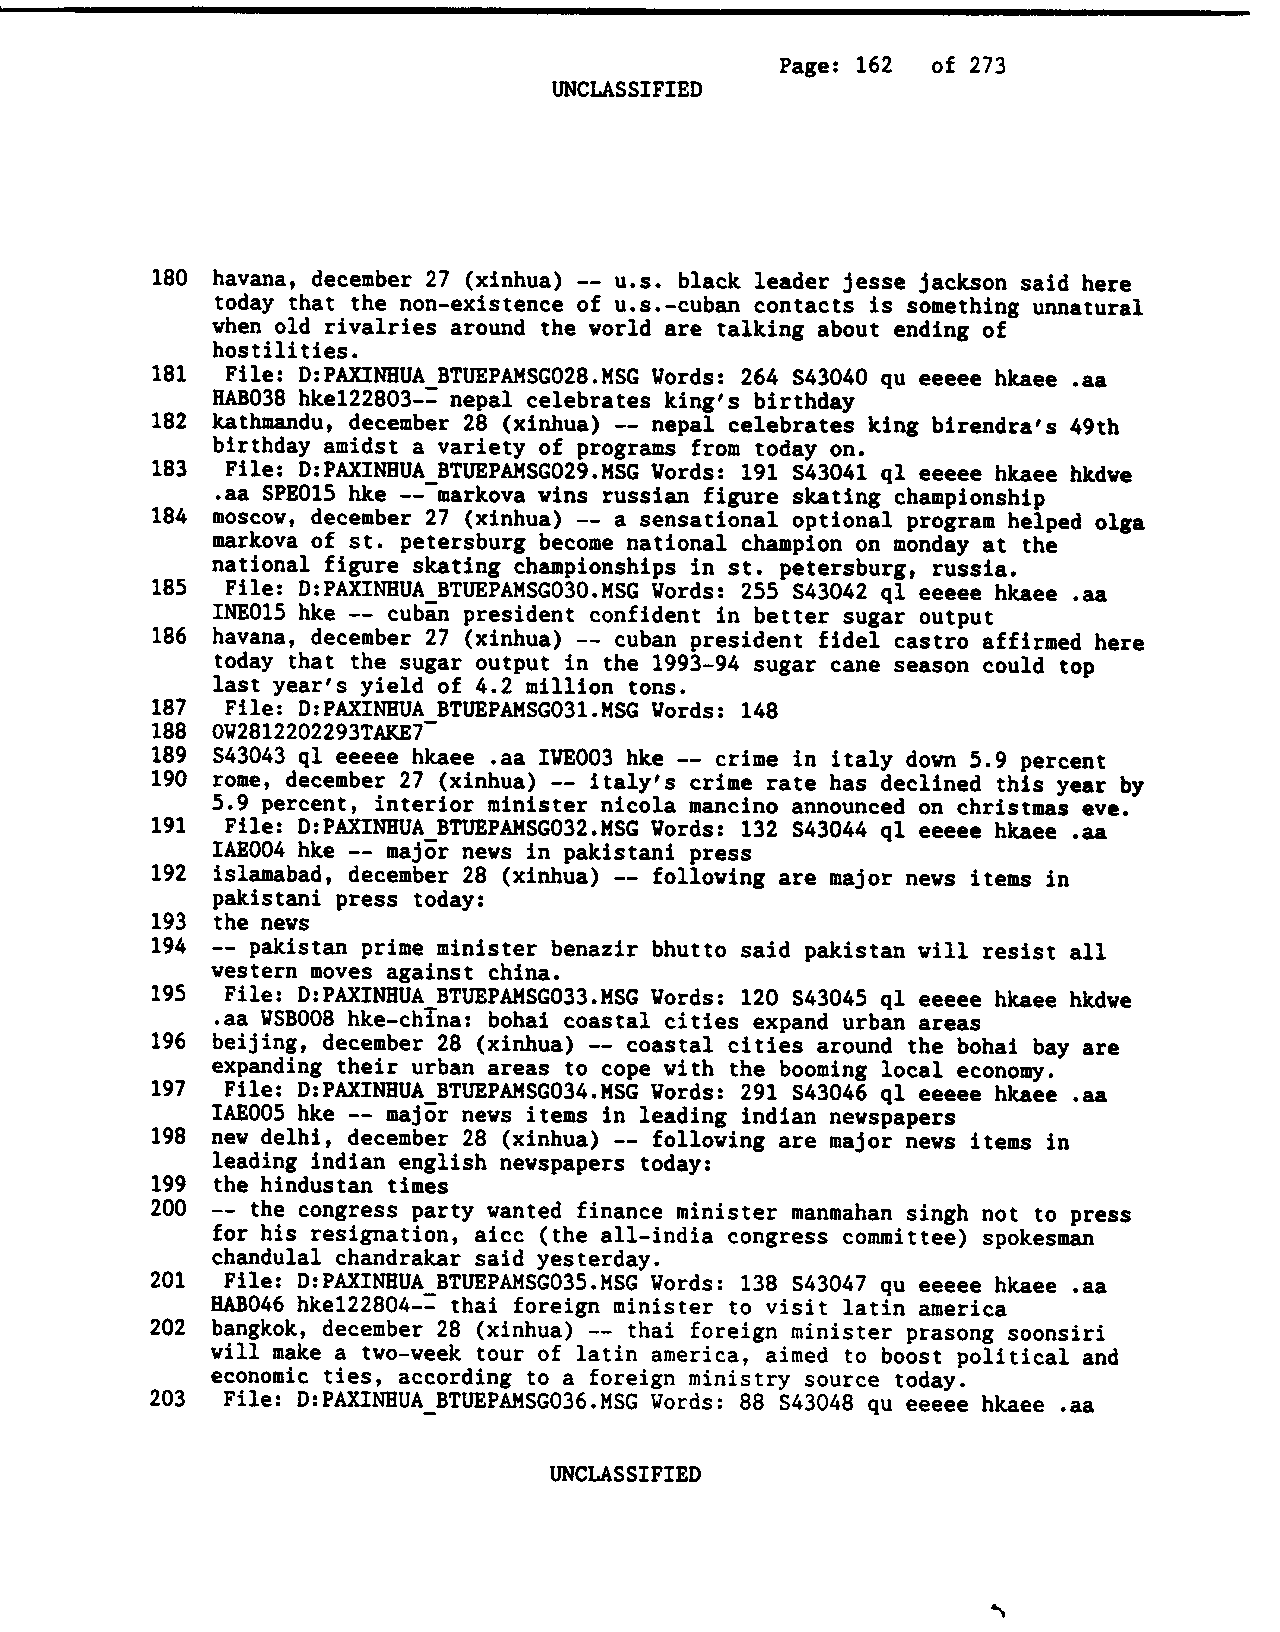 Page: 162 of 273
UNCLASSIFIED
180 havana, december 27 (xinhua) -- u.s. black leader jesse jackson said here
today that the non-existence of u.s.-cuban contacts is something unnatural
when old rivalries around the world are talking about ending of
hostilities.
181 File: D:PAXINHUA_BTUEPAMSG028.MSG Words: 264 S43040 qu eeeee hkaee .aa
HAB038 hke122803-- nepal celebrates king's birthday
182 kathmandu, december 28 (xinhua) -- nepal celebrates king birendra's 49th
birthday amidst a variety of programs from today on.
183 File: D:PAXINHUA_BTUEPAMSG029.MSG Words: 191 S43041 ql eeeee hkaee hkdwe
.aa SPE015 hke -- markova wins russian figure skating championship
184 moscow, december 27 (xinhua) -- a sensational optional program helped olga
markova of st. petersburg become national champion on monday at the
national figure skating championships in st. petersburg, russia.
185 File: D:PAXINHUA_BTUEPAMSG030.MSG Words: 255 S43042 ql eeeee hkaee .aa
INE015 hke -- cuban president confident in better sugar output
186 havana, december 27 (xinhua) -- cuban president fidel castro affirmed here
today that the sugar output in the 1993-94 sugar cane season could top
last year's yield of 4.2 million tons.
187 File: D:PAXINHUA_BTUEPAMSG031.MSG Words: 148
188 OW2812202293TAKE7
189 S43043 ql eeeee hkaee .aa IWE003 hke -- crime in italy down 5.9 percent
190 rome, december 27 (xinhua) -- italy's crime rate has declined this year by
5.9 percent, interior minister nicola mancino announced on christmas eve.
191 File: D:PAXINHUA_BTUEPAMSG032.MSG Words: 132 S43044 ql eeeee hkaee .aa
IAE004 hke -- major news in pakistani press
192 islamabad, december 28 (xinhua) -- following are major news items in
pakistani press today:
193 the news
194 -- pakistan prime minister benazir bhutto said pakistan will resist all
western moves against china.
195 File: D:PAXINHUA_BTUEPAMSG033.MSG Words: 120 S43045 ql eeeee hkaee hkdwe
.aa WSB008 hke-china: bohai coastal cities expand urban areas
196 beijing, december 28 (xinhua) -- coastal cities around the bohai bay are
expanding their urban areas to cope with the booming local economy.
197 File: D:PAXINHUA_BTUEPAMSG034.MSG Words: 291 S43046 ql eeeee hkaee .aa
IAE005 hke -- major news items in leading indian newspapers
198 new delhi, december 28 (xinhua) -- following are major news items in
leading indian english newspapers today:
199 the hindustan times
200 -- the congress party wanted finance minister manmahan singh not to press
for his resignation, aicc (the all-india congress committee) spokesman
chandulal chandrakar said yesterday.
201 File: D:PAXINHUA_BTUEPAMSG035.MSG Words: 138 S43047 qu eeeee hkaee .aa
HAB046 hke122804-- thai foreign minister to visit latin america
202 bangkok, december 28 (xinhua) -- thai foreign minister prasong soonsiri
will make a two-week tour of latin america, aimed to boost political and
economic ties, according to a foreign ministry source today.
203 File: D:PAXINHUA_BTUEPAMSG036.MSG Words: 88 S43048 qu eeeee hkaee .aa
UNCLASSIFIED